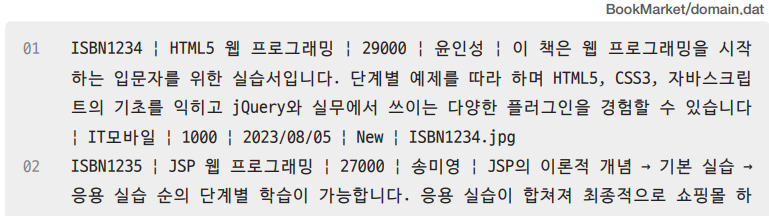 BookMarket/domain.dat
01 ISBN1234 ¦ HTML5 웹 프로그래밍 ¦ 29000 ¦ 윤인성 ¦ 이 책은 웹 프로그래밍을 시작
하는 입문자를 위한 실습서입니다. 단계별 예제를 따라 하며 HTML5, CSS3, 자바스크립
트의 기초를 익히고 jQuery와 실무에서 쓰이는 다양한 플러그인을 경험할 수 있습니다
¦ IT모바일 ¦ 1000 ¦ 2023/08/05 ¦ New ¦ ISBN1234.jpg
02 ISBN1235 ¦ JSP 웹 프로그래밍 ¦ 27000 ¦ 송미영 ¦ JSP의 이론적 개념 → 기본 실습 →
응용 실습 순의 단계별 학습이 가능합니다. 응용 실습이 합쳐져 최종적으로 쇼핑몰 하